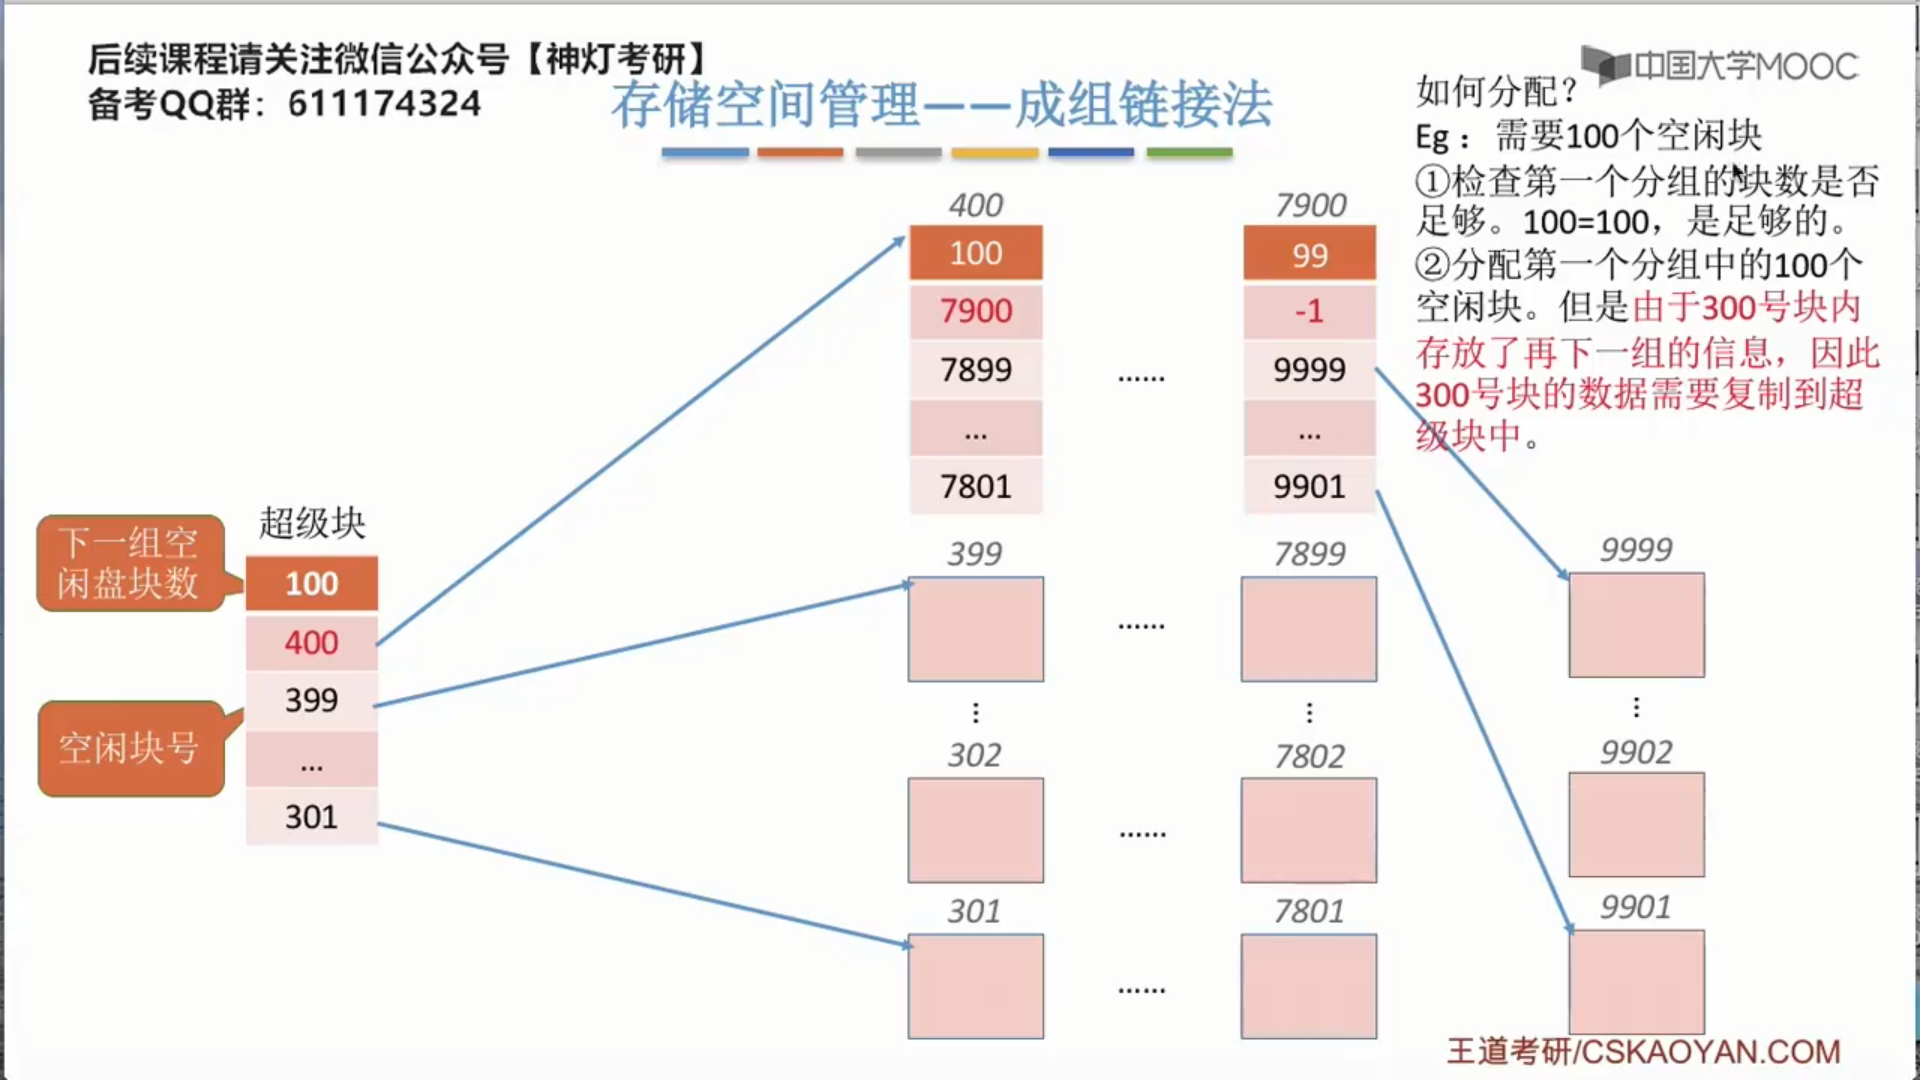 后续课程请关注微信公众号【神灯考研】
备考QQ群：611174324
中国大学MOOC
存储空间管理——成组链接法
如何分配？
Eg：需要100个空闲块
①检查第一个分组的块数是否
足够。100=100，是足够的。
②分配第一个分组中的100个
空闲块。但是由于300号块内
存放了再下一组的信息，因此
300号块的数据需要复制到超
级块中。
下一组空
闲盘块数
空闲块号
超级块
100
400
399
...
301
400
100
7900
7899
...
7801
399
⋮
302
301
......
......
......
......
7900
99
-1
9999
...
9901
7899
⋮
7802
7801
9999
⋮
9902
9901
王道考研/CSKAOYAN.COM